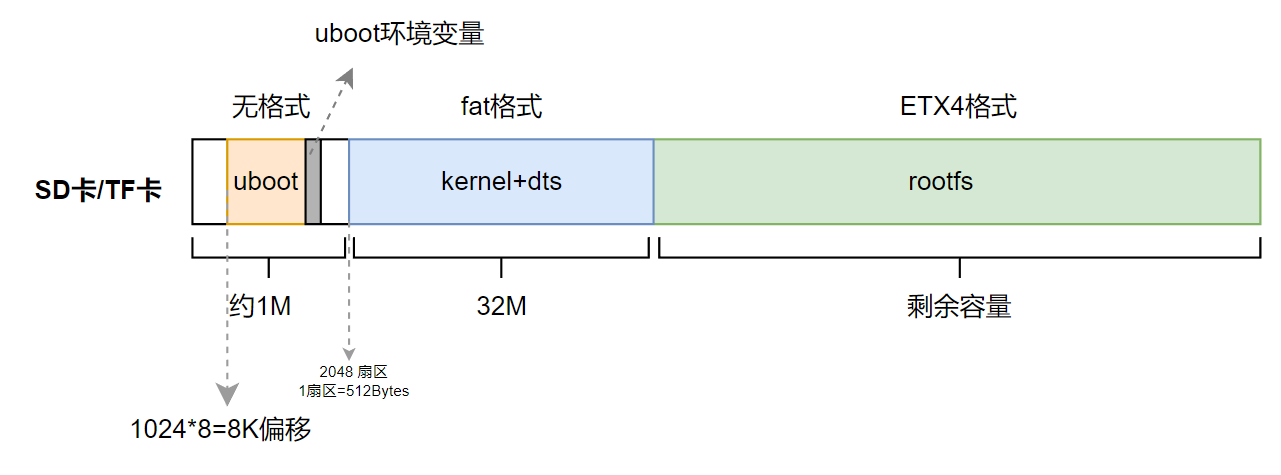 uboot环境变量
无格式
fat格式
ETX4格式
SD卡/TF卡
uboot
kernel+dts
rootfs
约1M
32M
剩余容量
2048 扇区
1扇区=512Bytes
1024*8=8K偏移